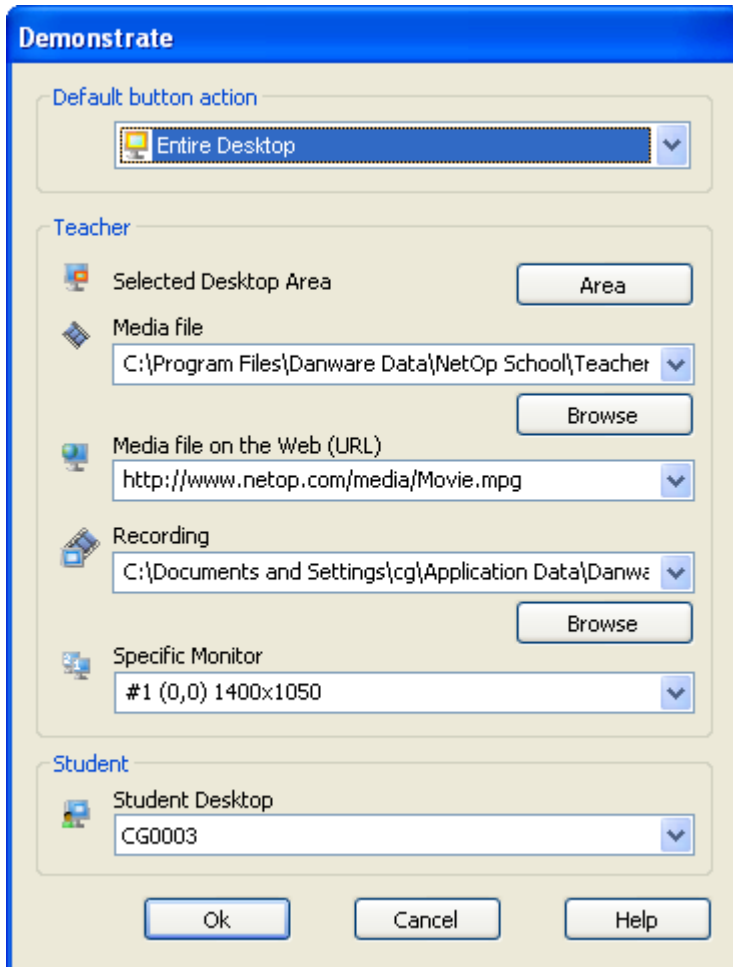 Demonstrate
Default button action
Entire Desktop
Teacher
Selected Desktop Area
Area
Media file
C:\Program Files\Danware Data\NetOp School\Teacher
Browse
Media file on the Web (URL)
http://www.netop.com/media/Movie.mpg
Recording
C:\Documents and Settings\cg\Application Data\Danwa
Browse
Specific Monitor
#1 (0,0) 1400x1050
Student
Student Desktop
CG0003
Ok Cancel Help